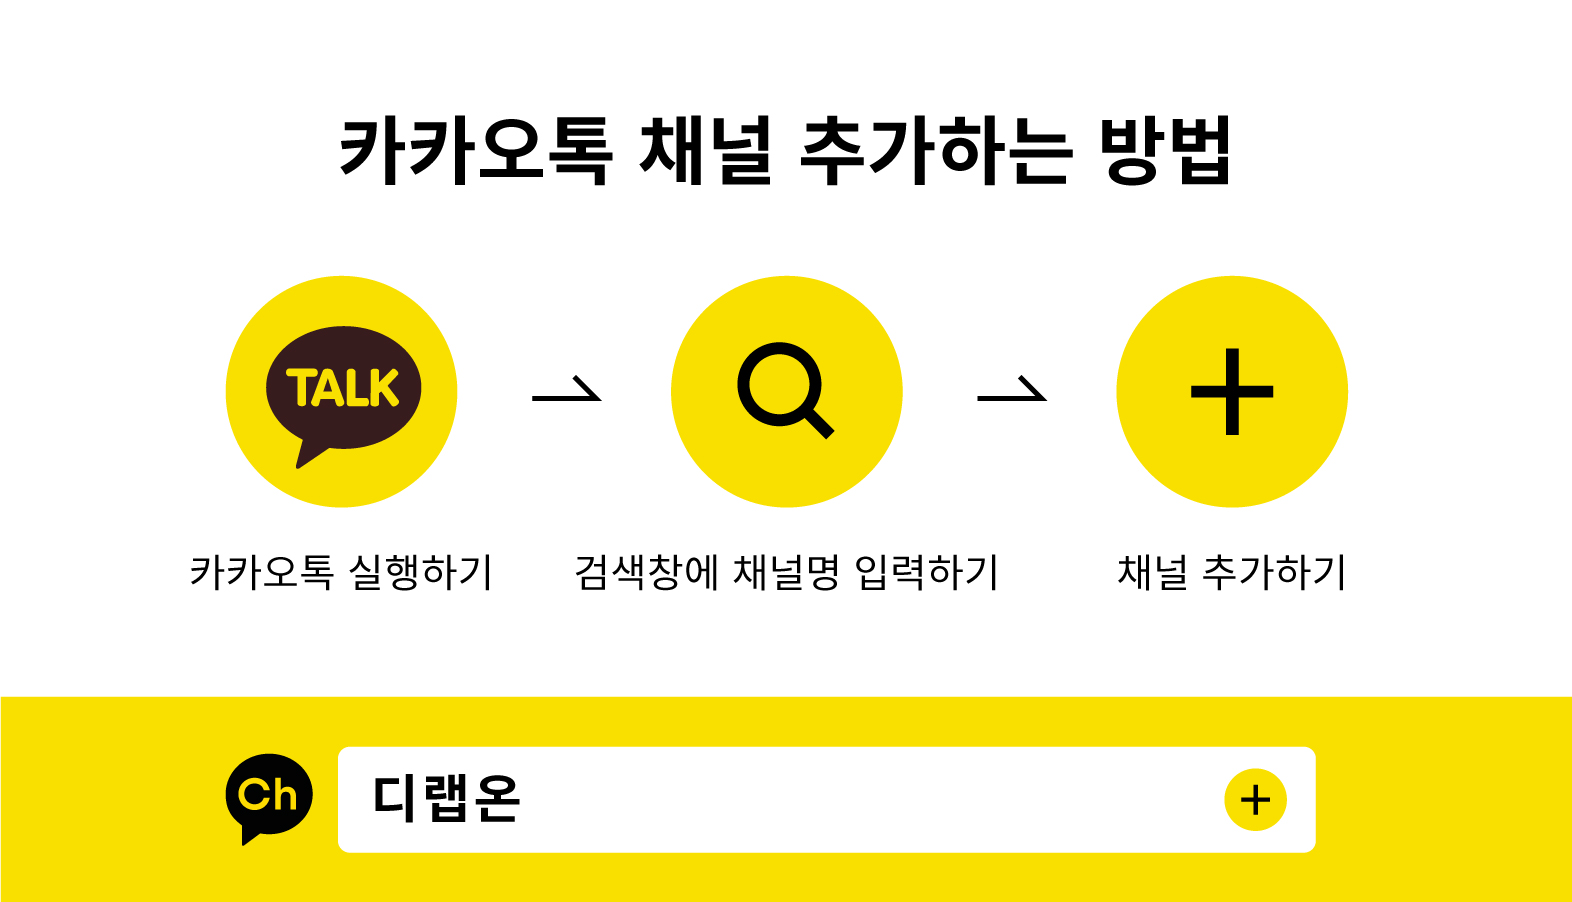 카카오톡 채널 추가하는 방법
TALK
카카오톡 실행하기
검색창에 채널명 입력하기
채널 추가하기
Ch
디랩온